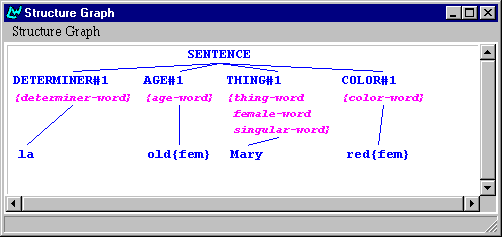 Structure Graph
Structure Graph
SENTENCE
DETERMINER#1 AGE#1 THING#1 COLOR#1
{determiner-word} {age-word} {thing-word {color-word}
female-word
singular-word}
la old{fem} Mary red{fem}